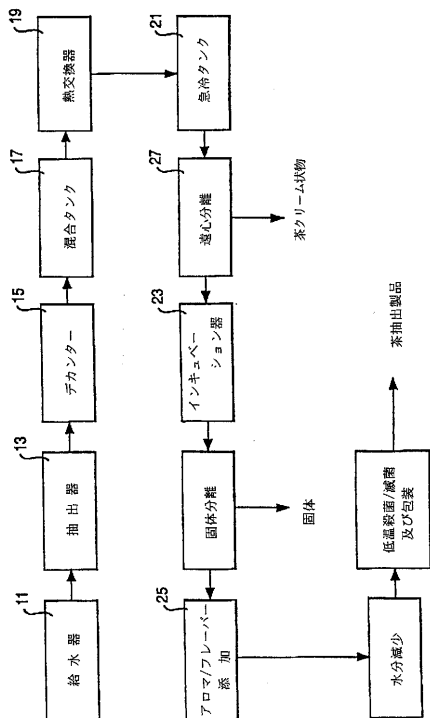 11
給水器
13
抽出器
15
デカンター
17
混合タンク
19
熱交換器
21
急冷タンク
27
遠心分離
茶クリーム状物
23
インキュベー
ション器
固体分離
固体
25
アロマ/フレーバー
添加
水分減少
低温殺菌/滅菌
及び包装
茶抽出製品